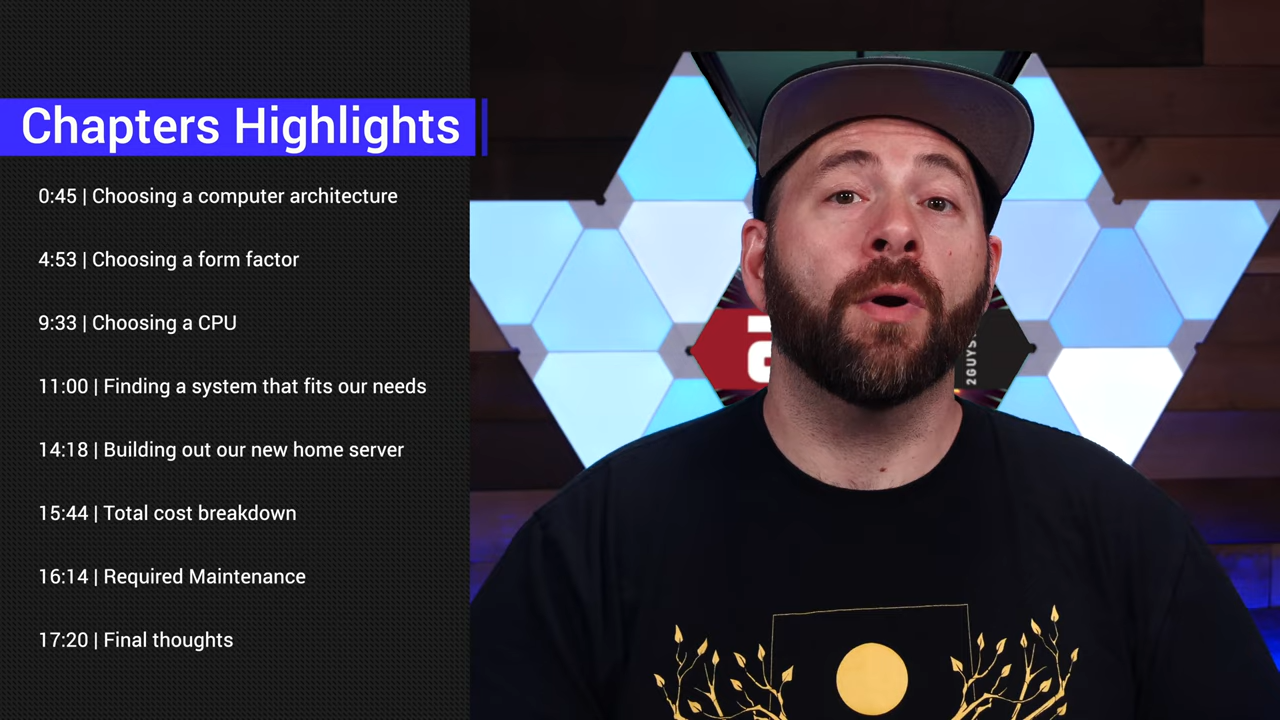 Chapters Highlights
0:45 | Choosing a computer architecture
4:53 | Choosing a form factor
9:33 | Choosing a CPU
11:00 | Finding a system that fits our needs
14:18 | Building out our new home server
15:44 | Total cost breakdown
16:14 | Required Maintenance
17:20 | Final thoughts
2GUYS